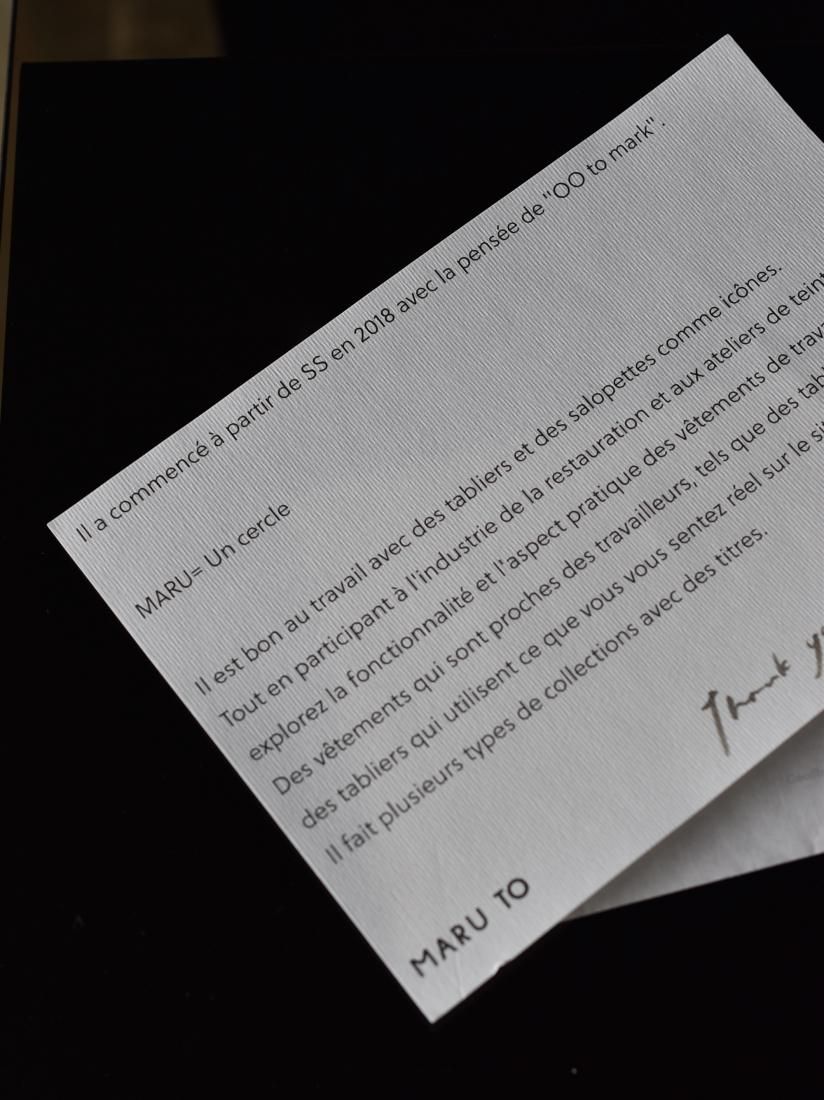 Il a commencé à partir de SS en 2018 avec la pensée de "OO to mark".
MARU= Un cercle
Il est bon au travail avec des tabliers et des salopettes comme icônes.
Tout en participant à l'industrie de la restauration et aux ateliers de
explorez la fonctionnalité et l'aspect pratique des vêtements de
Des vêtements qui sont proches des travailleurs, tels que des
des tabliers qui utilisent ce que vous vous sentez réel sur le
Il fait plusieurs types de collections avec des titres.
Thank
MARU TO